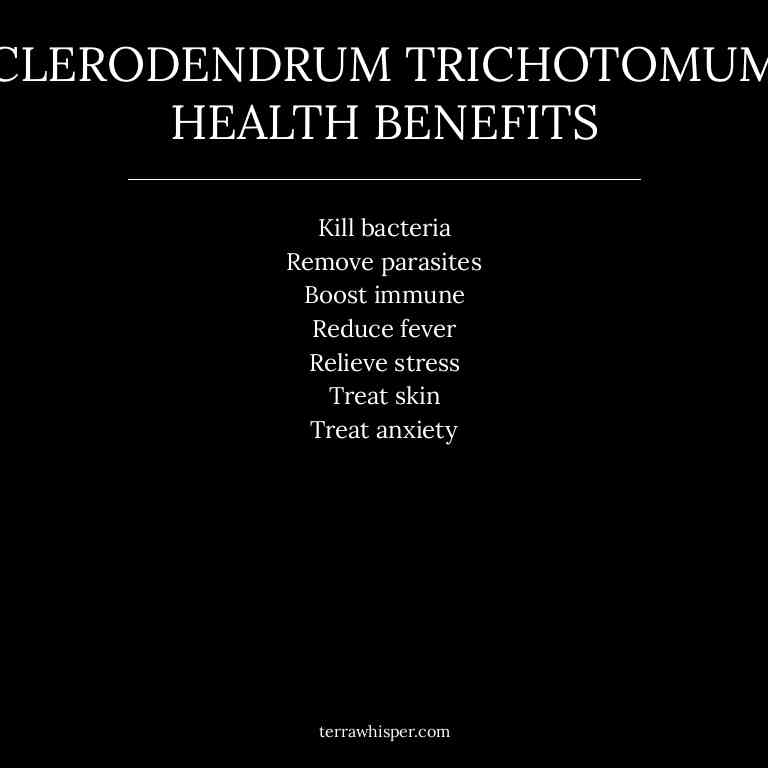 CLERODENDRUM TRICHOTOMUM
HEALTH BENEFITS
Kill bacteria
Remove parasites
Boost immune
Reduce fever
Relieve stress
Treat skin
Treat anxiety
terrawhisper.com